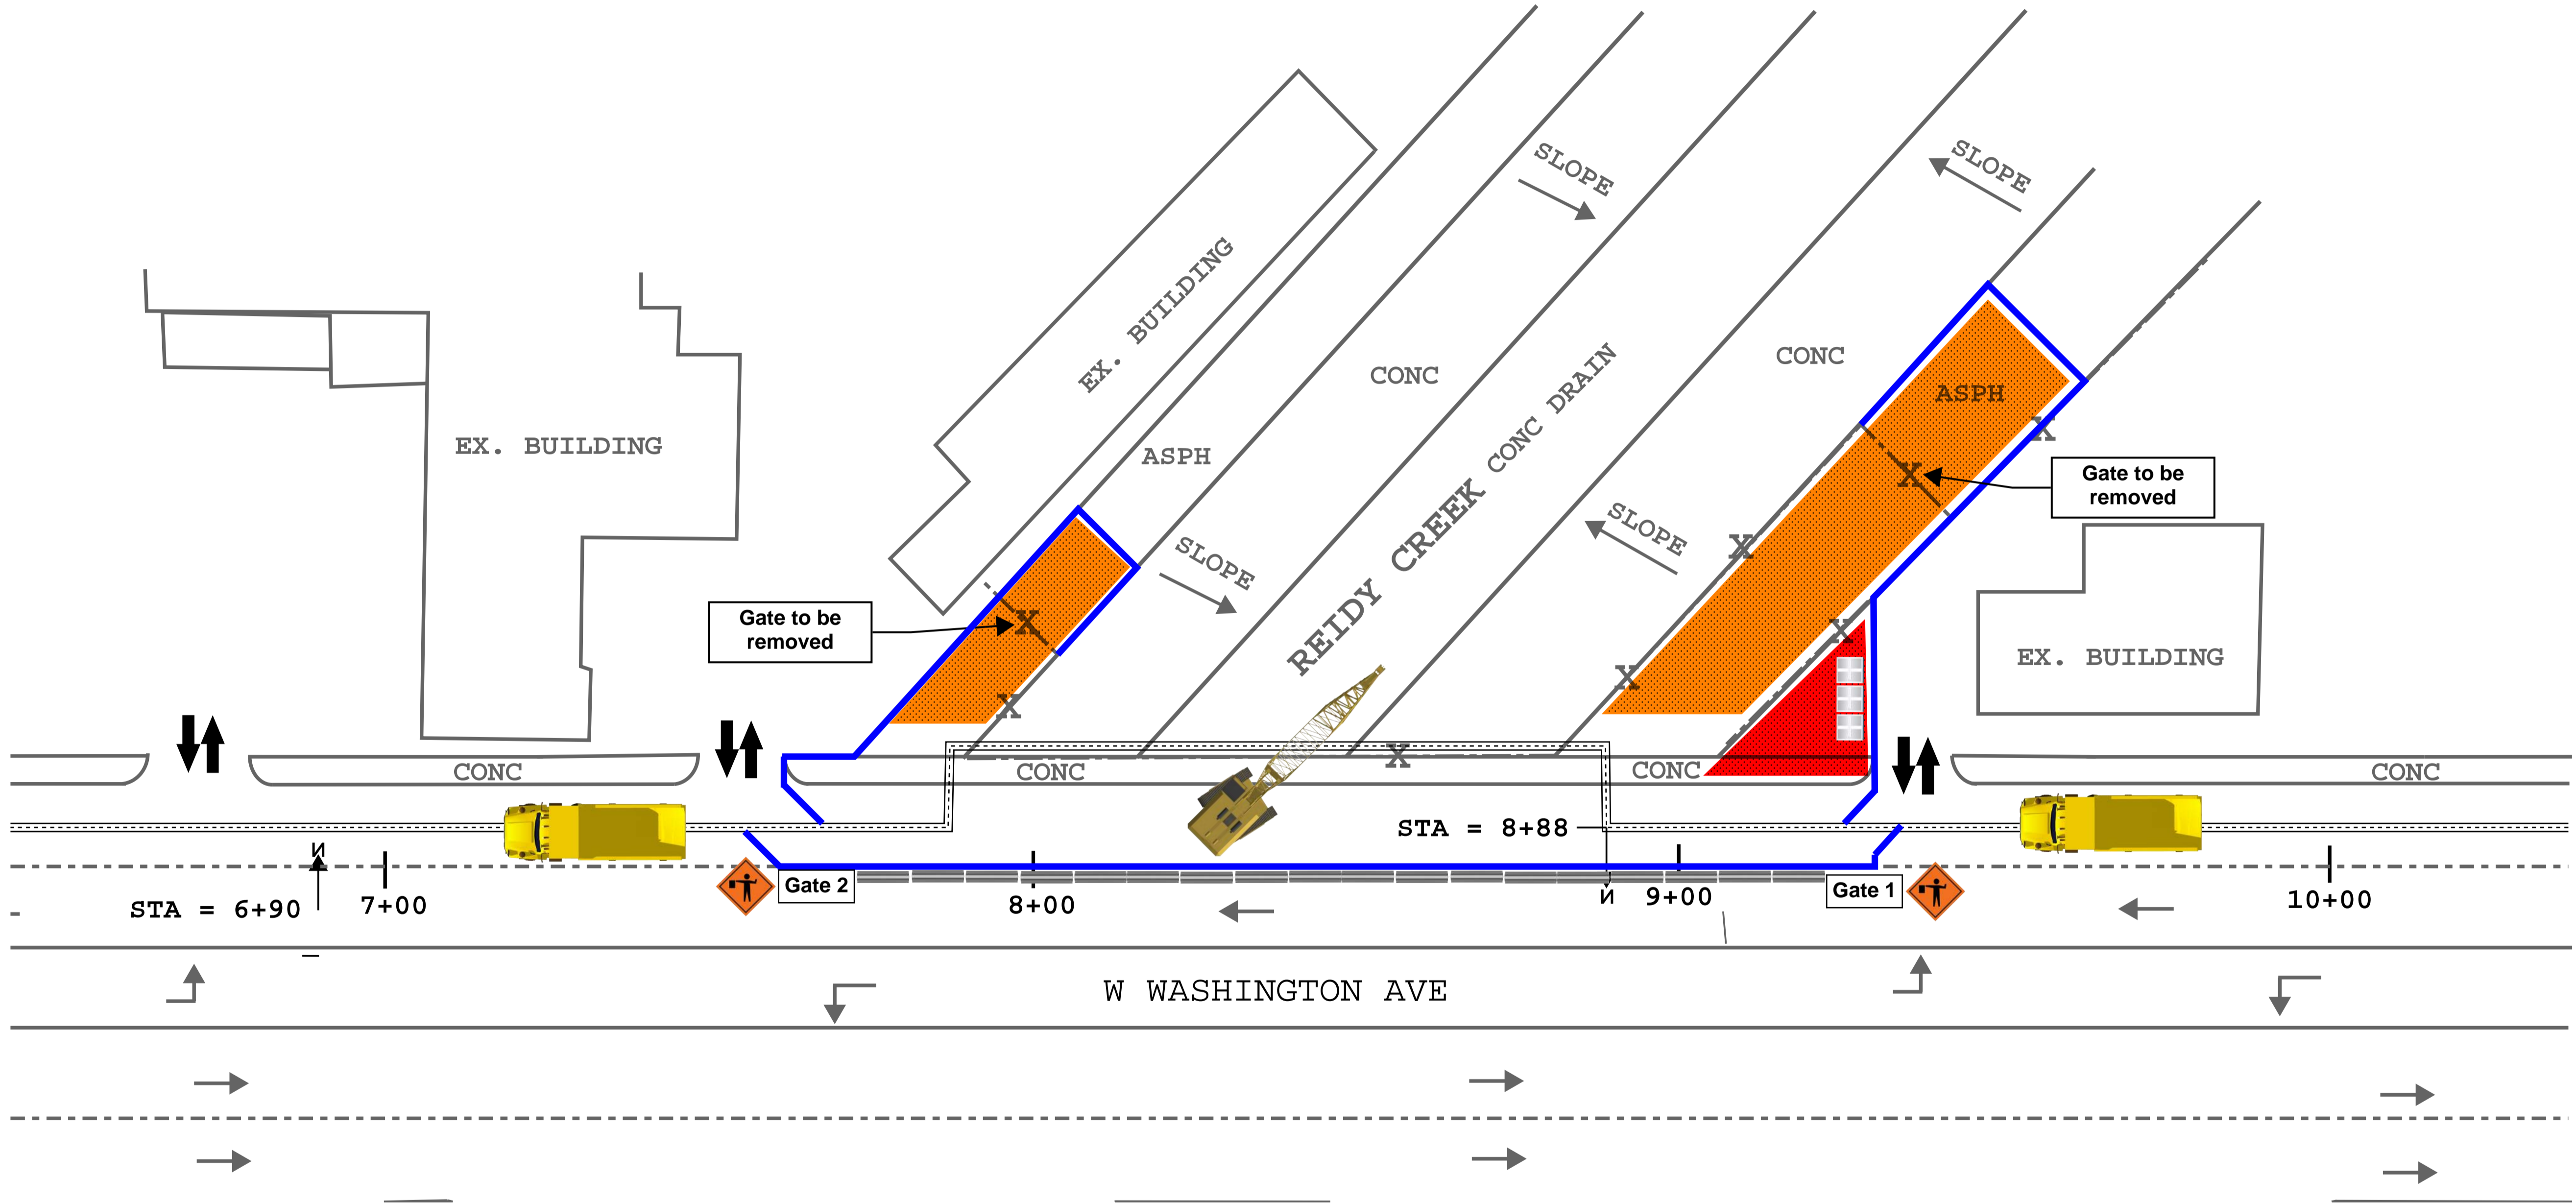 SLOPE
SLOPE
EX. BUILDING
CONC
CONC
REIDY CREEK CONC DRAIN
ASPH
EX. BUILDING
ASPH
X
Gate to be
removed
X
SLOPE
X
SLOPE
Gate to be
removed
X
X
EX. BUILDING
X
X
CONC
CONC
X
CONC
CONC
STA = 8+88
STA = 6+90
7+00
Gate 2
8+00
9+00
Gate 1
10+00
W WASHINGTON AVE